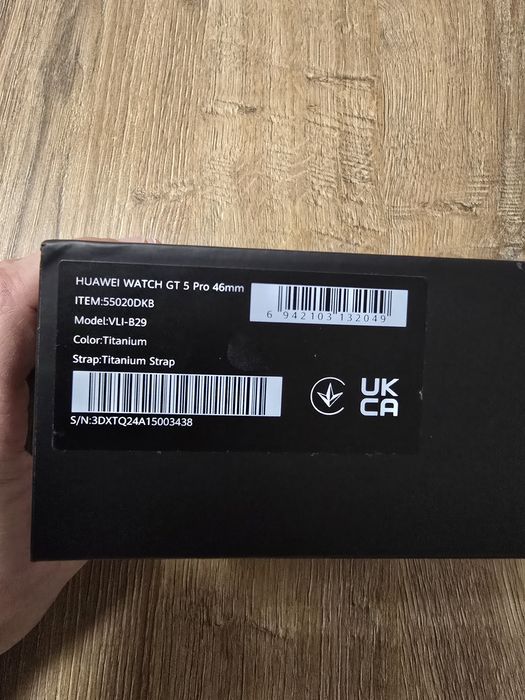 HUAWEI WATCH GT 5 Pro 46mm
ITEM:55020DKB
Model:VLI-B29
Color:Titanium
Strap:Titanium Strap
6 942103 132049
S/N:3DXTQ24A15003438
UK
CA